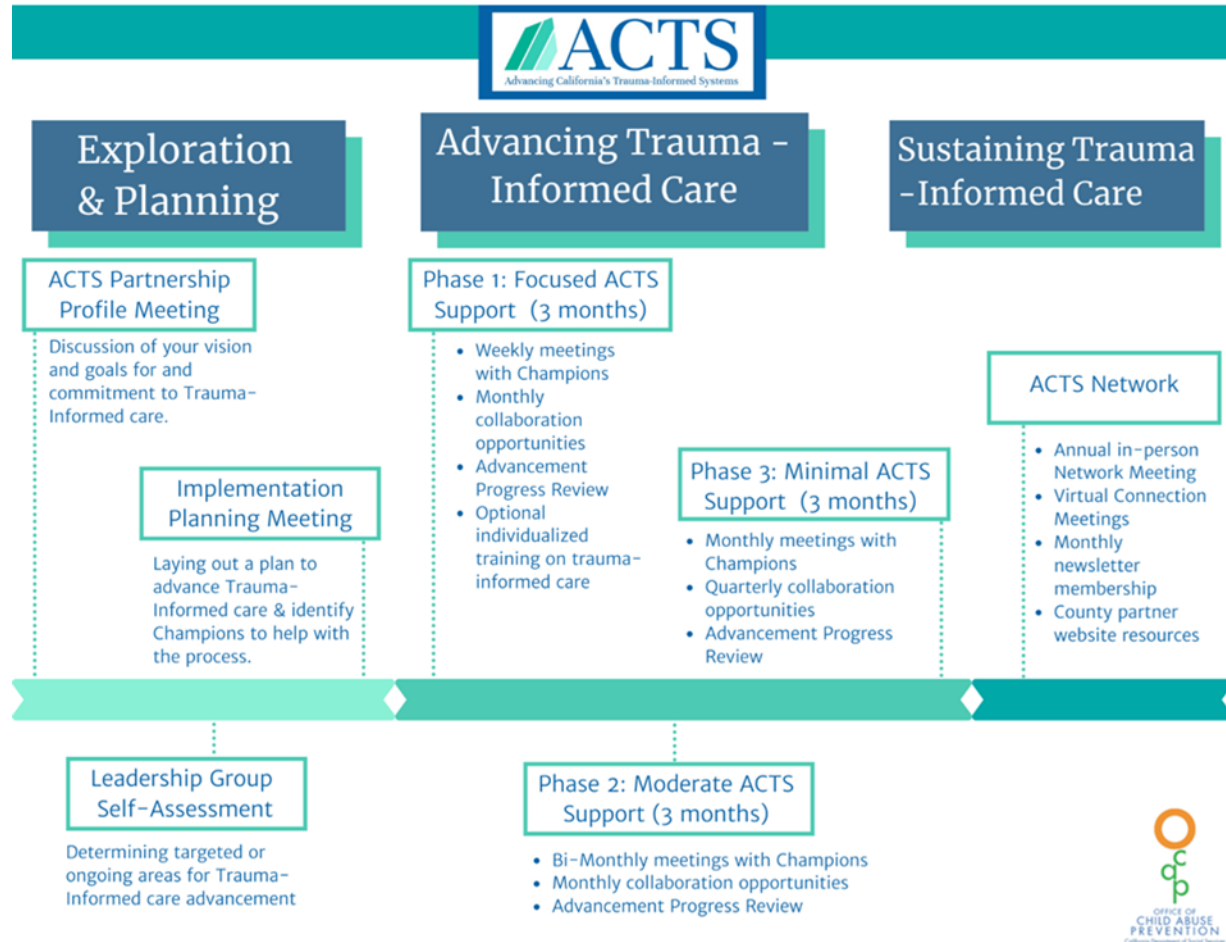 ACTS
Advancing California's Trauma-Informed Systems
Exploration
& Planning
Advancing Trauma -
Informed Care
Sustaining Trauma
-Informed Care
ACTS Partnership
Profile Meeting
Discussion of your vision
and goals for and
commitment to Trauma-
Informed care.
Implementation
Planning Meeting
Laying out a plan to
advance Trauma-
Informed care & identify
Champions to help with
the process.
Leadership Group
Self-Assessment
Determining targeted or
ongoing areas for Trauma-
Informed care advancement
Phase 1: Focused ACTS
Support (3 months)
• Weekly meetings
with Champions
• Monthly
collaboration
opportunities
• Advancement
Progress Review
• Optional
individualized
training on trauma-
informed care
Phase 2: Moderate ACTS
Support (3 months)
• Bi-Monthly meetings with Champions
• Monthly collaboration opportunities
• Advancement Progress Review
Phase 3: Minimal ACTS
Support (3 months)
• Monthly meetings with
Champions
• Quarterly collaboration
opportunities
• Advancement Progress
Review
ACTS Network
• Annual in-person
Network Meeting
• Virtual Connection
Meetings
• Monthly
newsletter
membership
• County partner
website resources
OFFICE OF
CHILD ABUSE
PREVENTION
California Department of Social Services